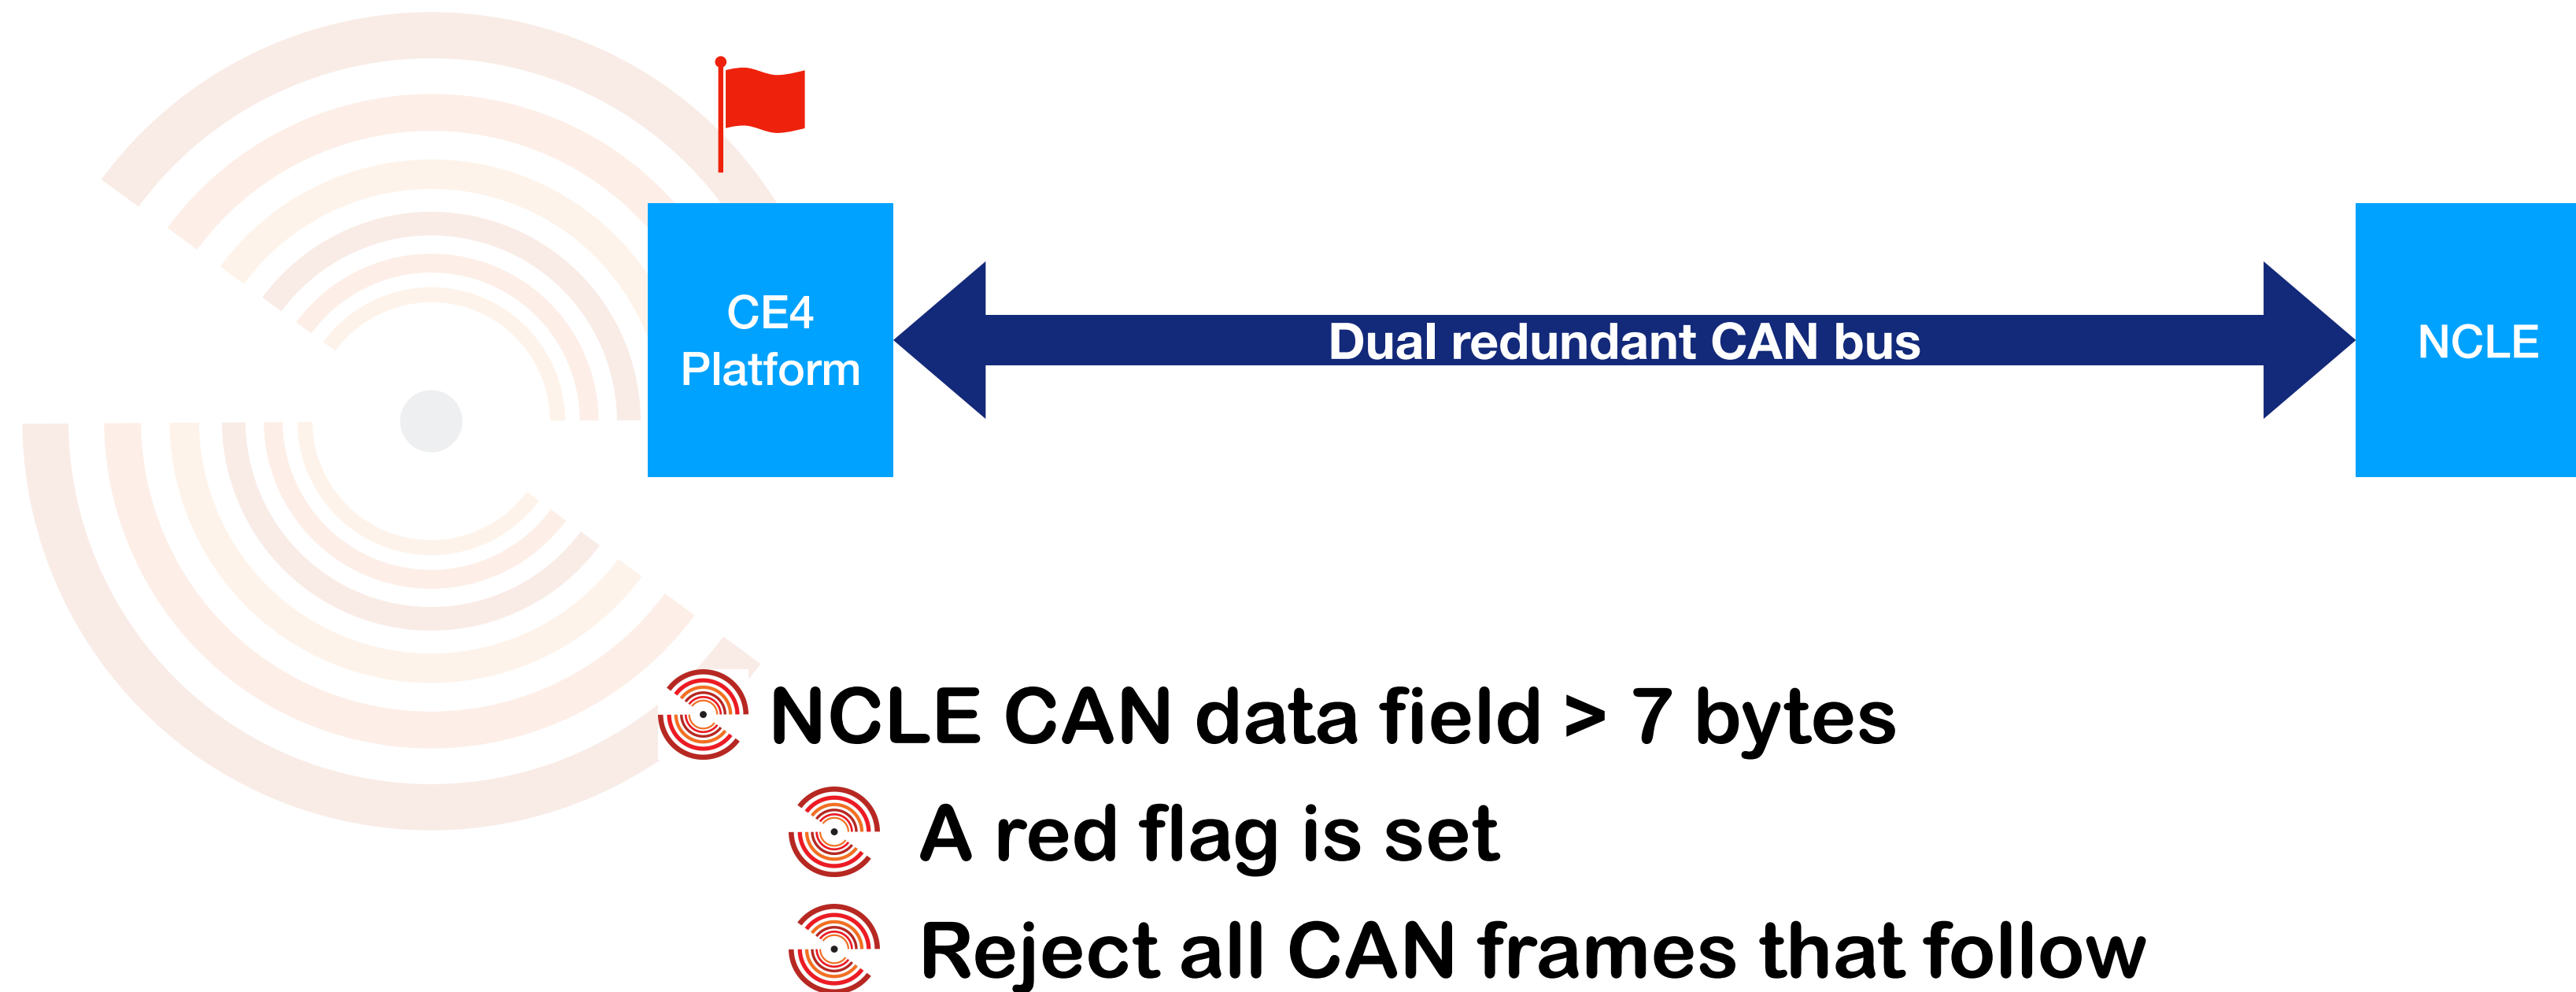 CE4
Platform
Dual redundant CAN bus
NCLE
NCLE CAN data field > 7 bytes
A red flag is set
Reject all CAN frames that follow